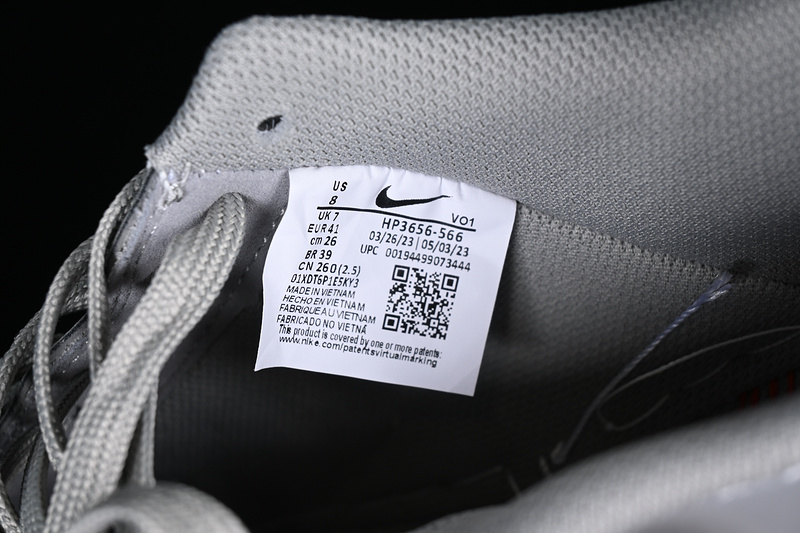 US
8
UK 7
EUR 41
cm 26
BR 39
CN 260(2.5)
VO1
HP3656-566
03/26/23 | 05/03/23
UPC 00194499073444
01XDT6P1E5KY3
MADE IN VIETNAM
HECHO EN VIETNAM
FABRIQUE AU VIETNAM
FABRICADO NO VIETNÃ
This product is covered by one or more patents:
www.nike.com/patentsvirtualmarking